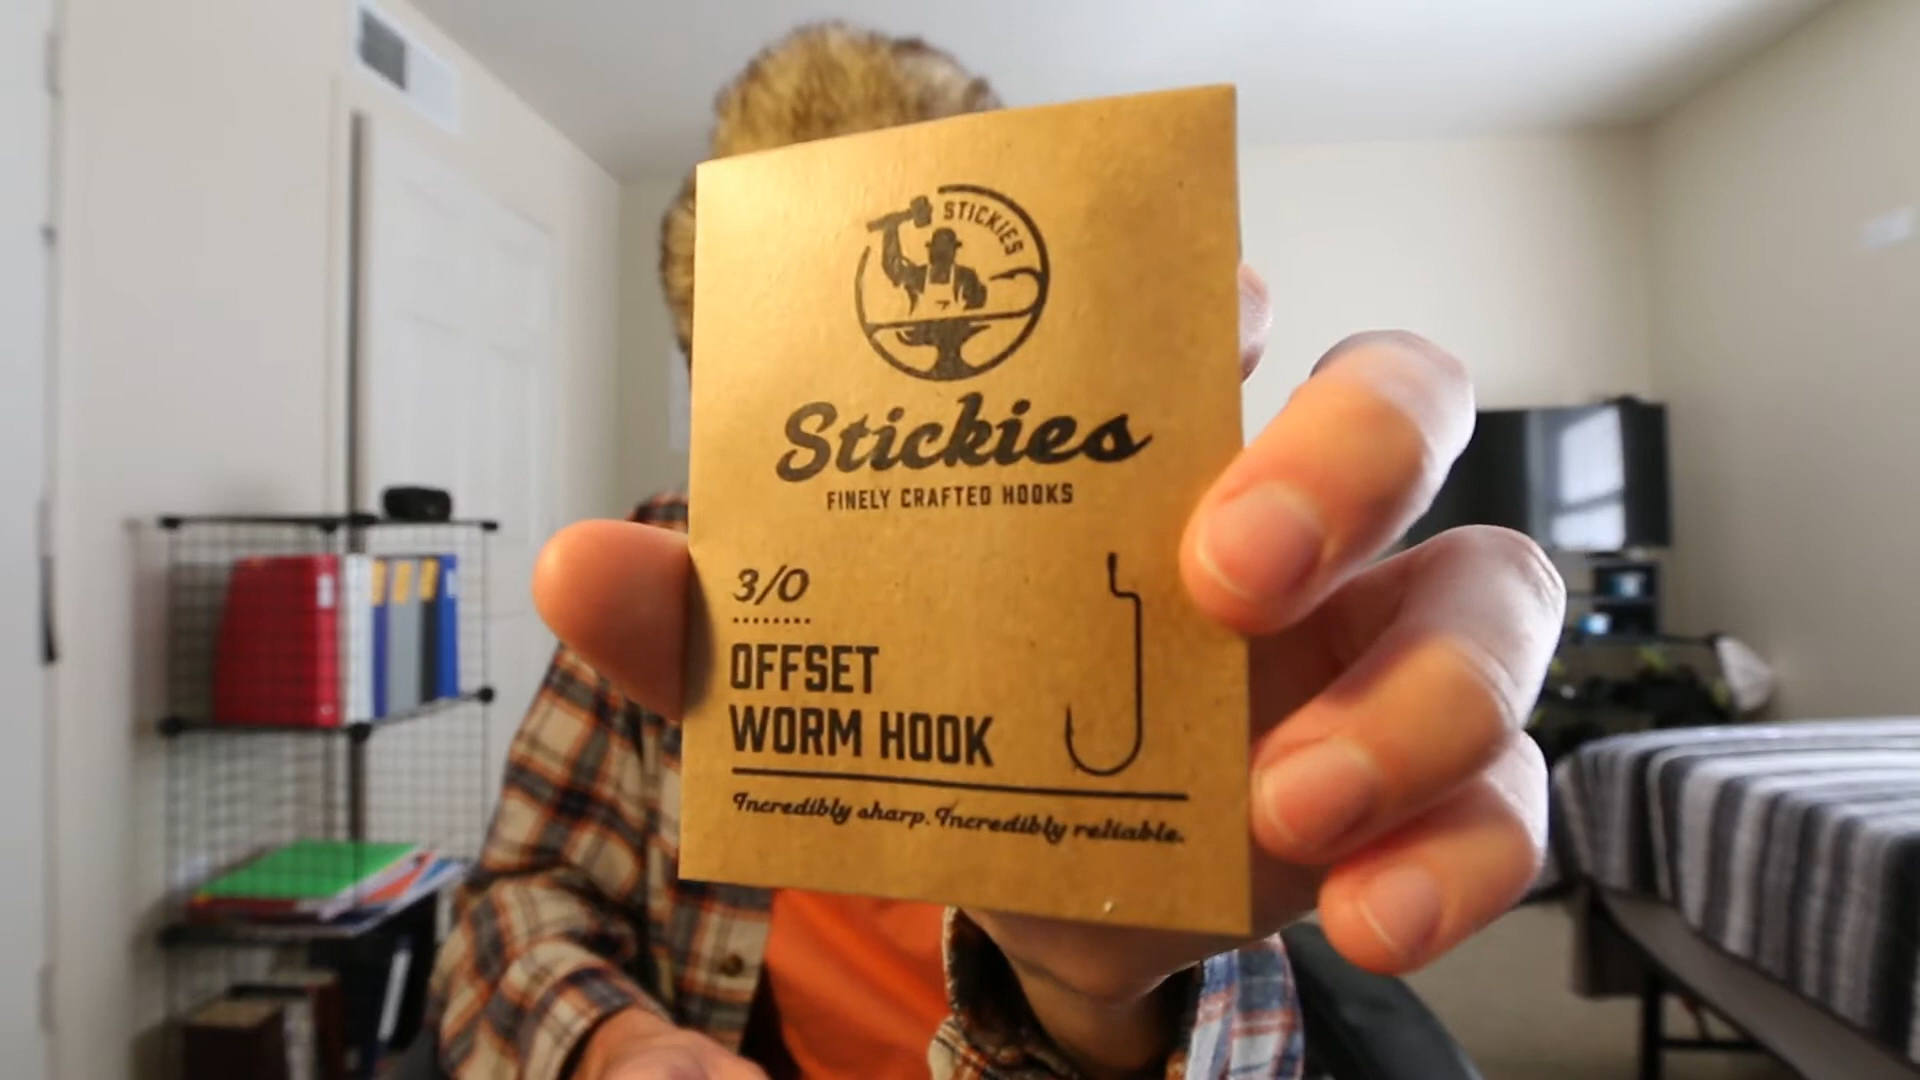 STICKIES
Stickies
FINELY CRAFTED HOOKS
3/0
OFFSET
WORM HOOK
Incredibly sharp. Incredibly reliable.